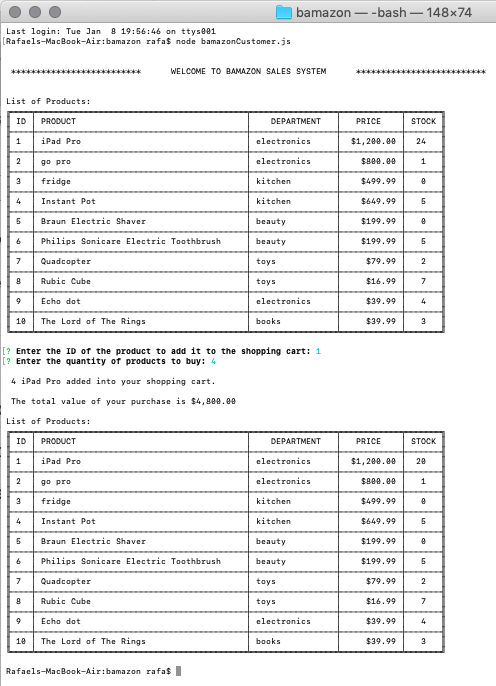 bamazon — -bash — 148×74
Last login: Tue Jan  8 19:56:46 on ttys001
[Rafaels-MacBook-Air:bamazon rafa$ node bamazonCustomer.js
************************** WELCOME TO BAMAZON SALES SYSTEM **************************
List of Products:
ID PRODUCT DEPARTMENT PRICE STOCK
1 iPad Pro electronics $1,200.00 24
2 go pro electronics $800.00 1
3 fridge kitchen $499.99 0
4 Instant Pot kitchen $649.99 5
5 Braun Electric Shaver beauty $199.99 0
6 Philips Sonicare Electric Toothbrush beauty $199.99 5
7 Quadcopter toys $79.99 2
8 Rubic Cube toys $16.99 7
9 Echo dot electronics $39.99 4
10 The Lord of The Rings books $39.99 3
[? Enter the ID of the product to add it to the shopping cart: 1
[? Enter the quantity of products to buy: 4
4 iPad Pro added into your shopping cart.
The total value of your purchase is $4,800.00
List of Products:
ID PRODUCT DEPARTMENT PRICE STOCK
1 iPad Pro electronics $1,200.00 20
2 go pro electronics $800.00 1
3 fridge kitchen $499.99 0
4 Instant Pot kitchen $649.99 5
5 Braun Electric Shaver beauty $199.99 0
6 Philips Sonicare Electric Toothbrush beauty $199.99 5
7 Quadcopter toys $79.99 2
8 Rubic Cube toys $16.99 7
9 Echo dot electronics $39.99 4
10 The Lord of The Rings books $39.99 3
Rafaels-MacBook-Air:bamazon rafa$